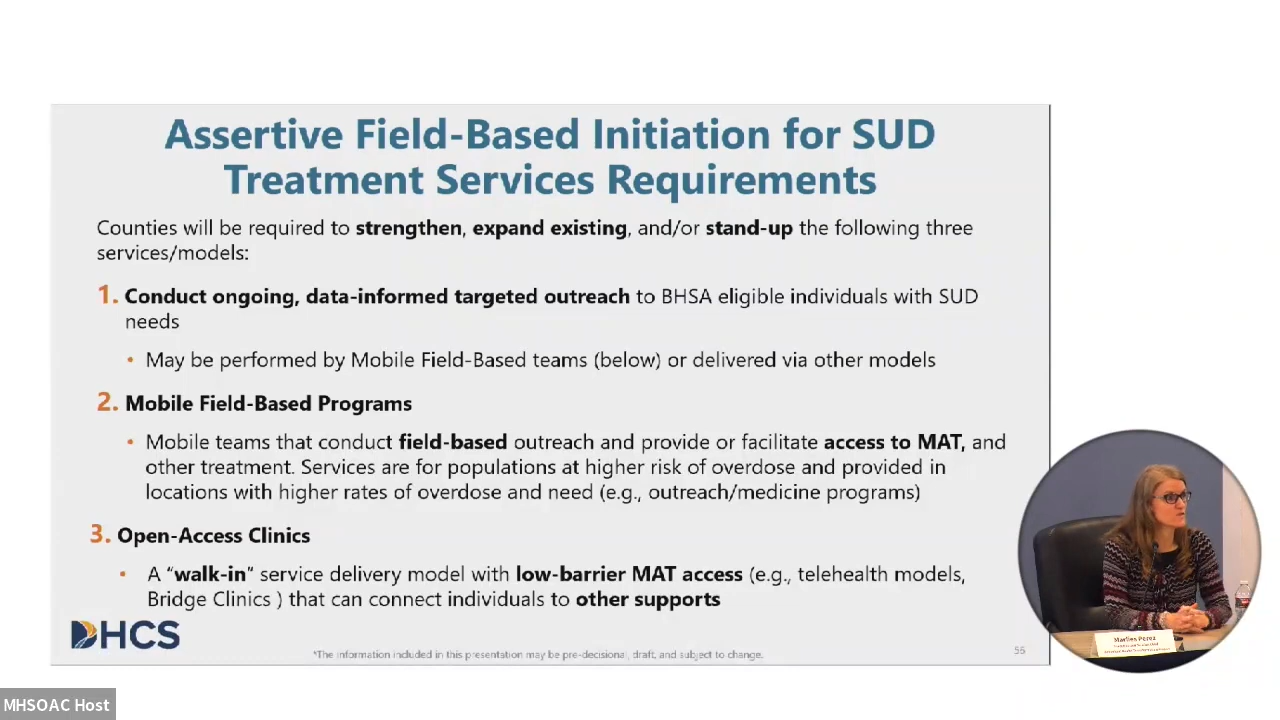 Assertive Field-Based Initiation for SUD
Treatment Services Requirements
Counties will be required to strengthen, expand existing, and/or stand-up the following three
services/models:
1. Conduct ongoing, data-informed targeted outreach to BHSA eligible individuals with SUD
needs
• May be performed by Mobile Field-Based teams (below) or delivered via other models
2. Mobile Field-Based Programs
• Mobile teams that conduct field-based outreach and provide or facilitate access to MAT, and
other treatment. Services are for populations at higher risk of overdose and provided in
locations with higher rates of overdose and need (e.g., outreach/medicine programs)
3. Open-Access Clinics
• A “walk-in” service delivery model with low-barrier MAT access (e.g., telehealth models,
Bridge Clinics ) that can connect individuals to other supports
DHCS
*The information included in this presentation may be pre-decisional, draft, and subject to change.
56
Marlies Perez
MHSOAC Host